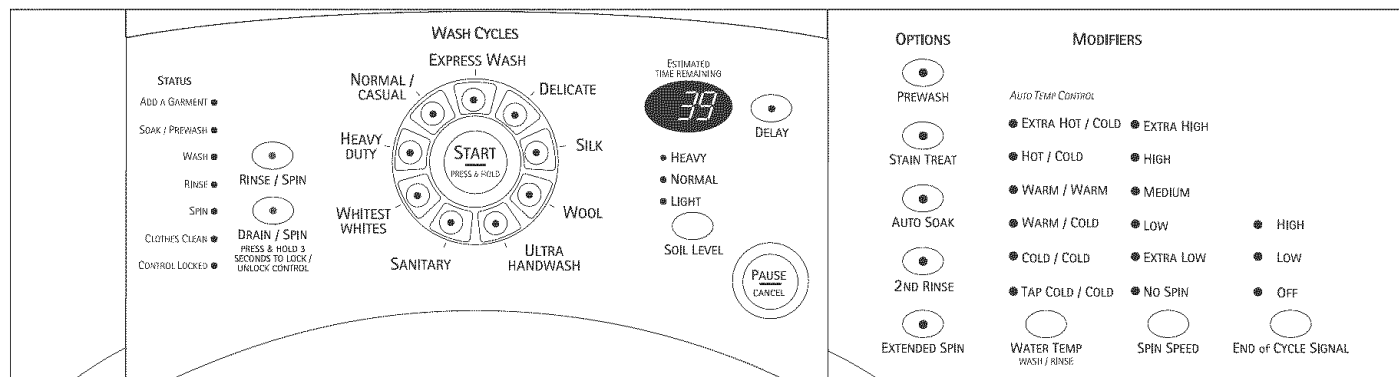 WASH CYCLES
EXPRESS WASH
NORMAL /
CASUAL
DELICATE
HEAVY
DUTY
SILK
WHITEST
WHITES
WOOL
SANITARY
ULTRA
HANDWASH
START
PRESS & HOLD
STATUS
ADD A GARMENT
SOAK / PREWASH
WASH
RINSE
SPIN
CLOTHES CLEAN
CONTROL LOCKED
RINSE / SPIN
DRAIN / SPIN
PRESS & HOLD 3
SECONDS TO LOCK /
UNLOCK CONTROL
ESTIMATED
TIME REMAINING
39
DELAY
HEAVY
NORMAL
LIGHT
SOIL LEVEL
PAUSE
CANCEL
OPTIONS
PREWASH
STAIN TREAT
AUTO SOAK
2ND RINSE
EXTENDED SPIN
MODIFIERS
AUTO TEMP CONTROL
EXTRA HOT / COLD
HOT / COLD
WARM / WARM
WARM / COLD
COLD / COLD
TAP COLD / COLD
WATER TEMP
WASH / RINSE
EXTRA HIGH
HIGH
MEDIUM
LOW
EXTRA LOW
NO SPIN
SPIN SPEED
HIGH
LOW
OFF
END of CYCLE SIGNAL